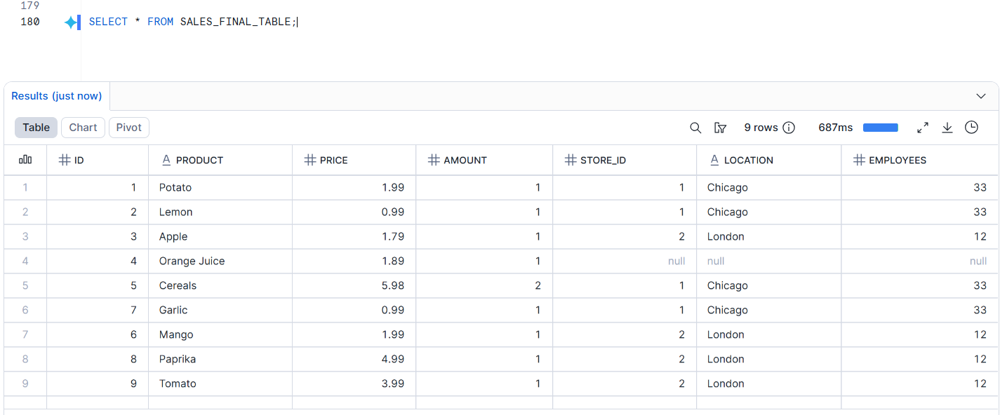 179
180 SELECT * FROM SALES_FINAL_TABLE;
Results (just now)
Table Chart Pivot 9 rows 687ms
# ID A PRODUCT # PRICE # AMOUNT # STORE_ID A LOCATION # EMPLOYEES
1 1 Potato 1.99 1 1 Chicago 33
2 2 Lemon 0.99 1 1 Chicago 33
3 3 Apple 1.79 1 2 London 12
4 4 Orange Juice 1.89 1 null null null
5 5 Cereals 5.98 2 1 Chicago 33
6 7 Garlic 0.99 1 1 Chicago 33
7 6 Mango 1.99 1 2 London 12
8 8 Paprika 4.99 1 2 London 12
9 9 Tomato 3.99 1 2 London 12